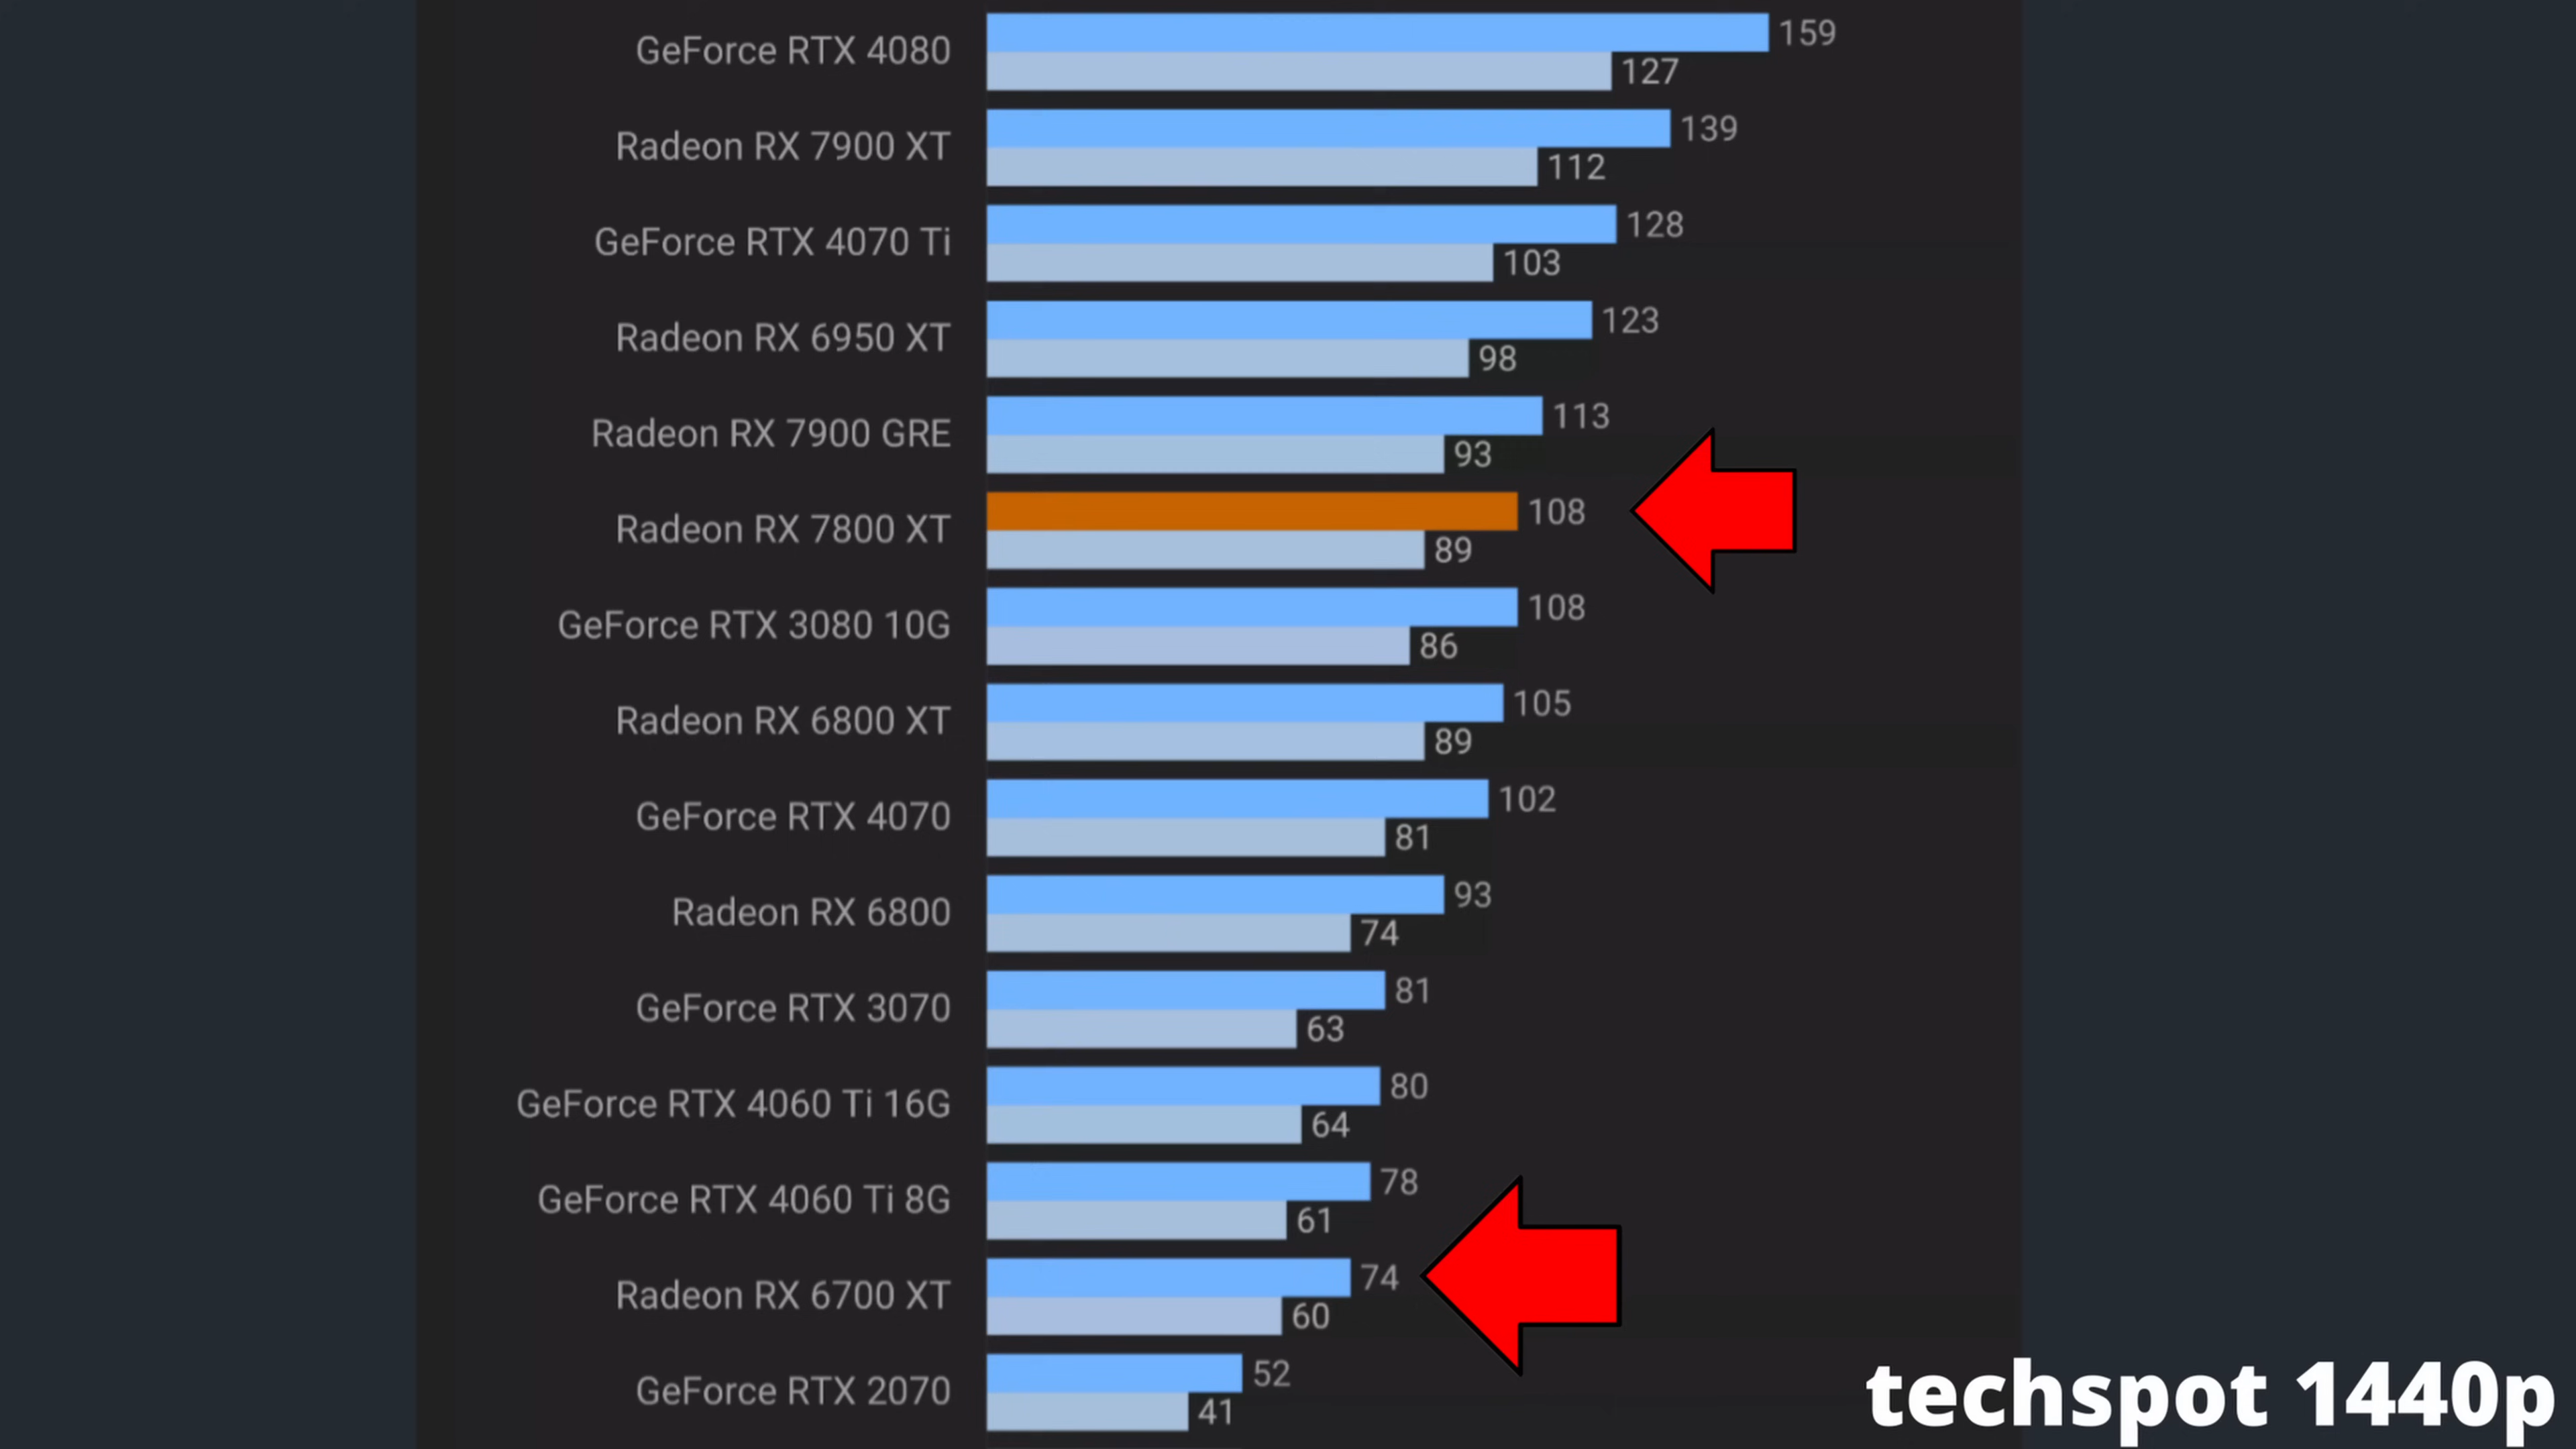 GeForce RTX 4080
159
127
Radeon RX 7900 XT
139
112
GeForce RTX 4070 Ti
128
103
Radeon RX 6950 XT
123
98
Radeon RX 7900 GRE
113
93
Radeon RX 7800 XT
108
89
GeForce RTX 3080 10G
108
86
Radeon RX 6800 XT
105
89
GeForce RTX 4070
102
81
Radeon RX 6800
93
74
GeForce RTX 3070
81
63
GeForce RTX 4060 Ti 16G
80
64
GeForce RTX 4060 Ti 8G
78
61
Radeon RX 6700 XT
74
60
GeForce RTX 2070
52
41
techspot 1440p